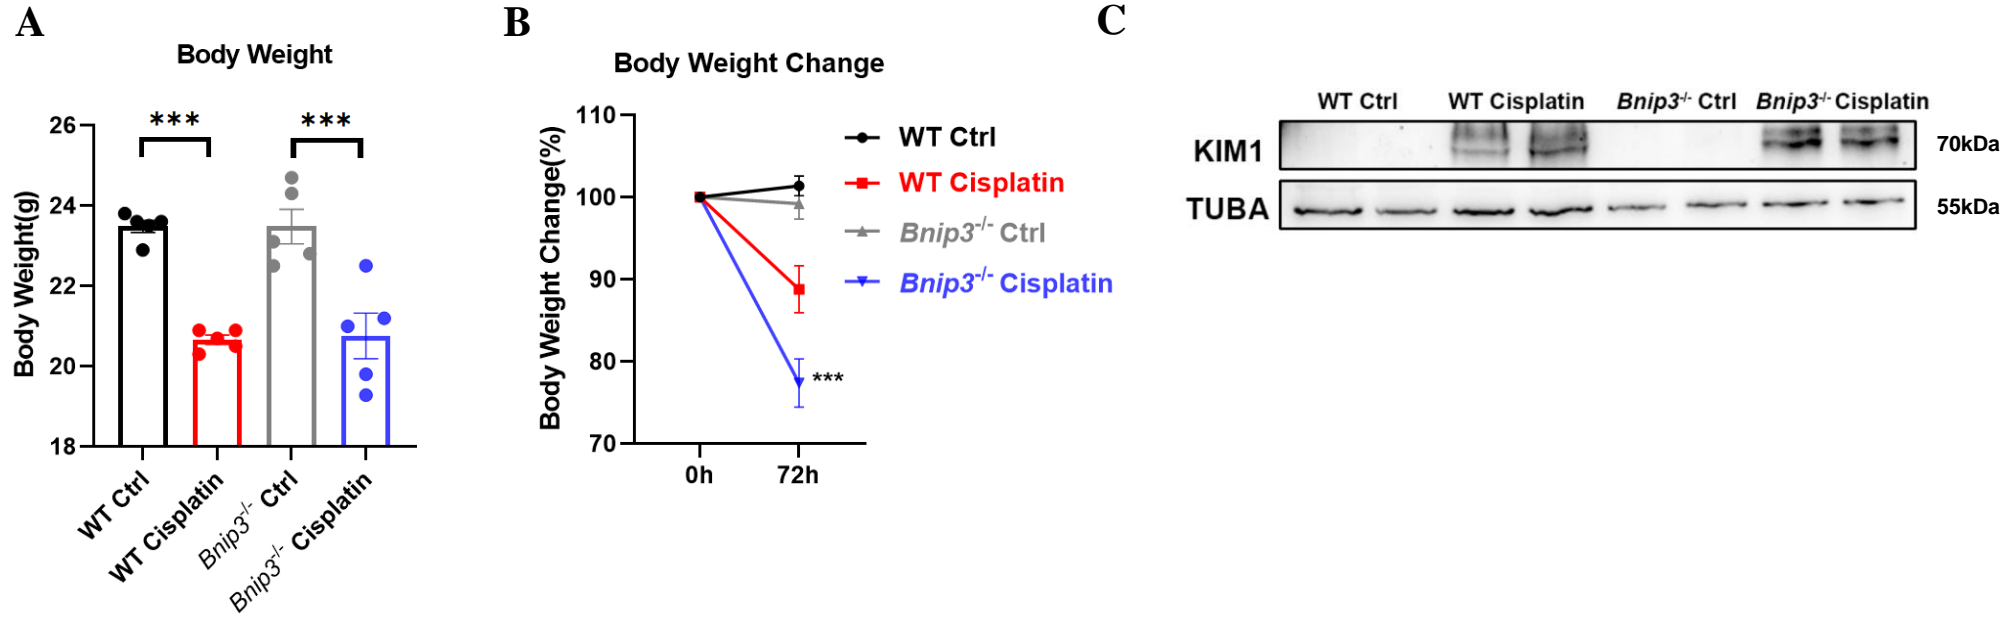 A
Body Weight
Body Weight(g)
26
24
22
20
18
***
***
WT Ctrl
WT Cisplatin
Bnip3-/- Ctrl
Bnip3-/- Cisplatin
B
Body Weight Change
Body Weight Change(%)
110
100
90
80
70
0h
72h
***
WT Ctrl
WT Cisplatin
Bnip3-/- Ctrl
Bnip3-/- Cisplatin
C
WT Ctrl WT Cisplatin Bnip3-/- Ctrl Bnip3-/- Cisplatin
KIM1 70kDa
TUBA 55kDa